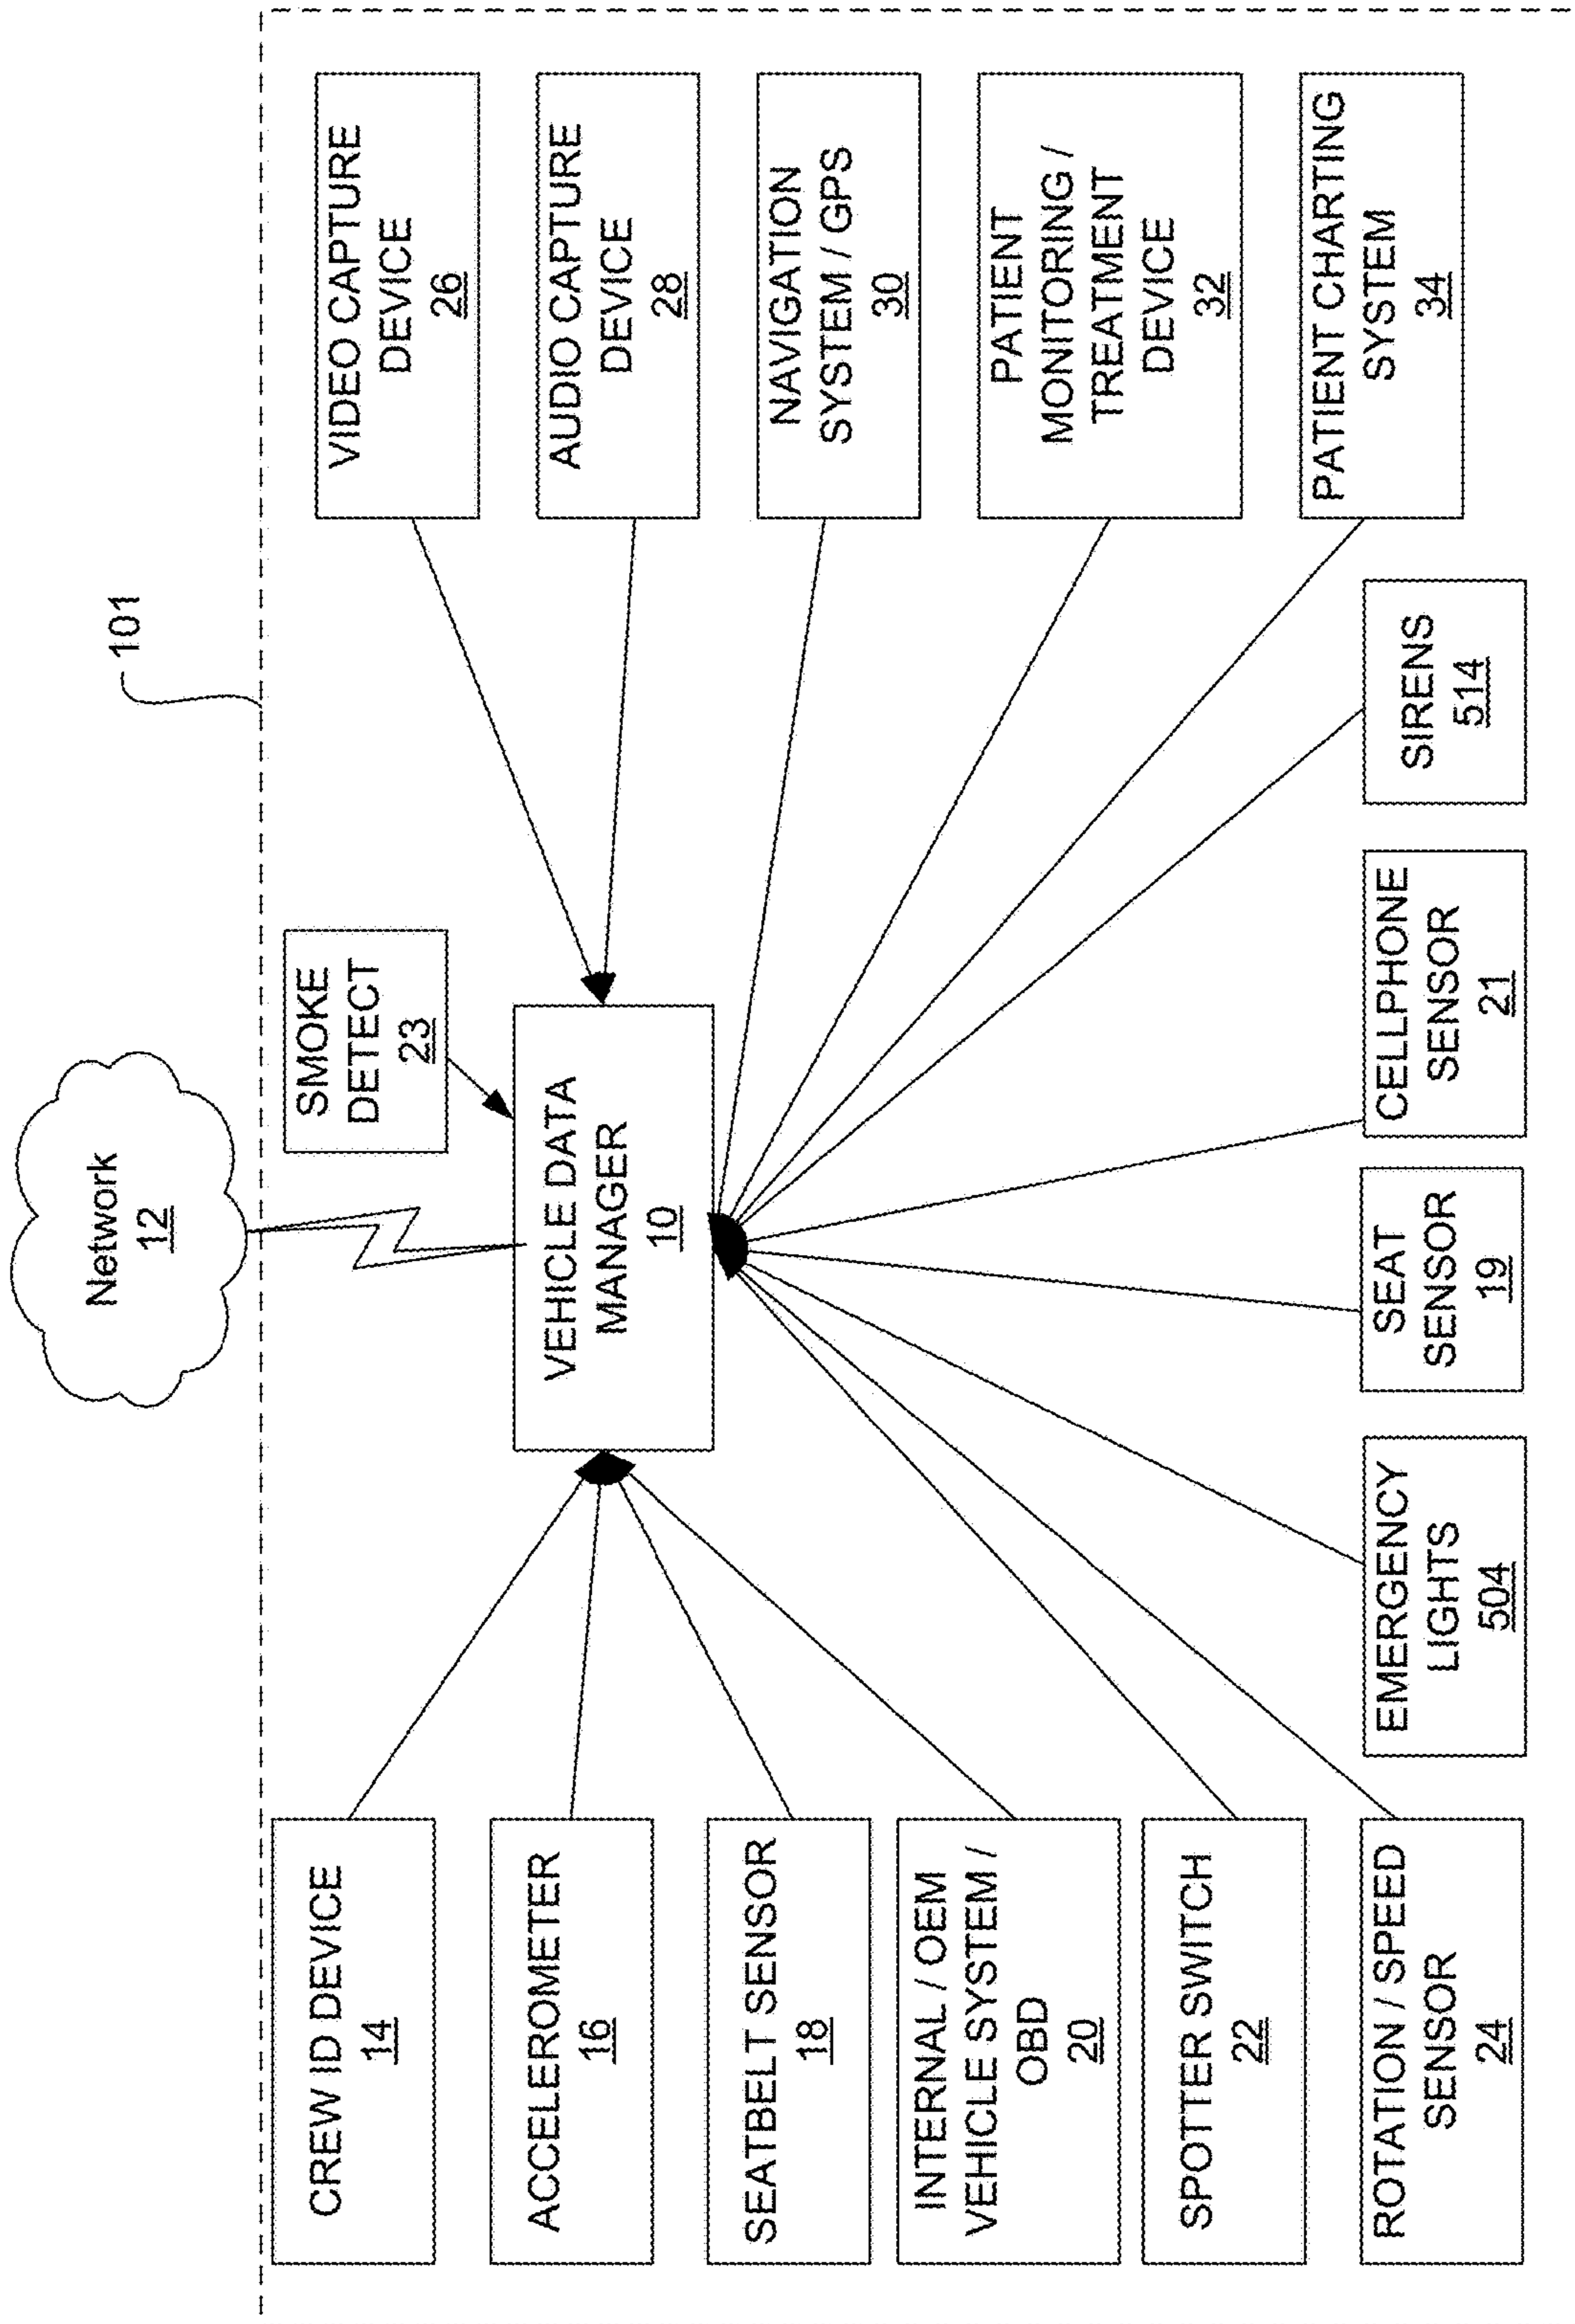 Network
12
101
CREW ID DEVICE
14
ACCELEROMETER
16
SEATBELT SENSOR
18
INTERNAL / OEM
VEHICLE SYSTEM /
OBD
20
SPOTTER SWITCH
22
ROTATION / SPEED
SENSOR
24
SMOKE
DETECT
23
VEHICLE DATA
MANAGER
10
EMERGENCY
LIGHTS
504
SEAT
SENSOR
19
CELLPHONE
SENSOR
21
SIRENS
514
VIDEO CAPTURE
DEVICE
26
AUDIO CAPTURE
DEVICE
28
NAVIGATION
SYSTEM / GPS
30
PATIENT
MONITORING /
TREATMENT
DEVICE
32
PATIENT CHARTING
SYSTEM
34